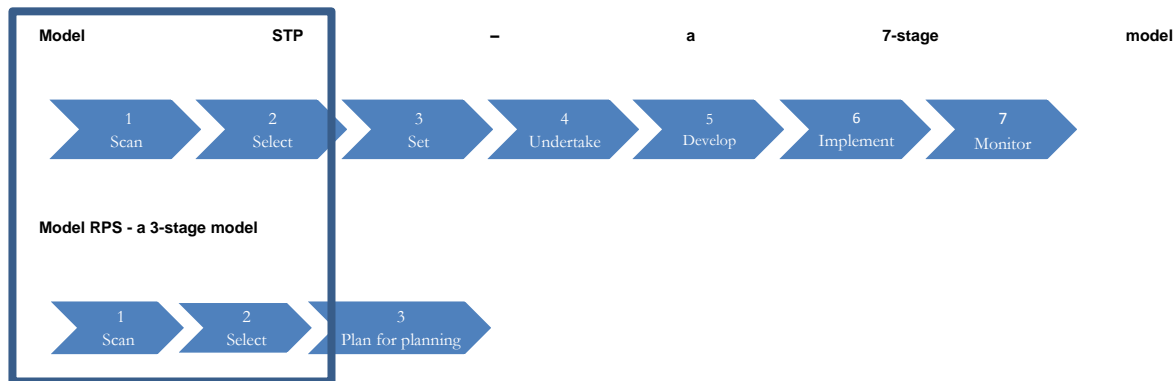 Model STP – a 7-stage model
1 2 3 4 5 6 7
Scan Select Set Undertake Develop Implement Monitor
Model RPS - a 3-stage model
1 2 3
Scan Select Plan for planning